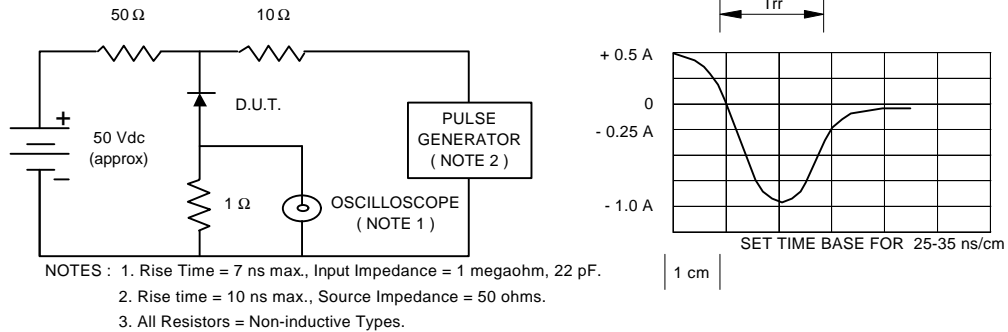 50 Ω
10 Ω
Trr
+ 0.5 A
D.U.T.
+
50 Vdc
(approx)
PULSE
GENERATOR
( NOTE 2 )
0
- 0.25 A
1 Ω
OSCILLOSCOPE
( NOTE 1 )
- 1.0 A
SET TIME BASE FOR 25-35 ns/cm
1 cm
NOTES : 1. Rise Time = 7 ns max., Input Impedance = 1 megaohm, 22 pF.
2. Rise time = 10 ns max., Source Impedance = 50 ohms.
3. All Resistors = Non-inductive Types.